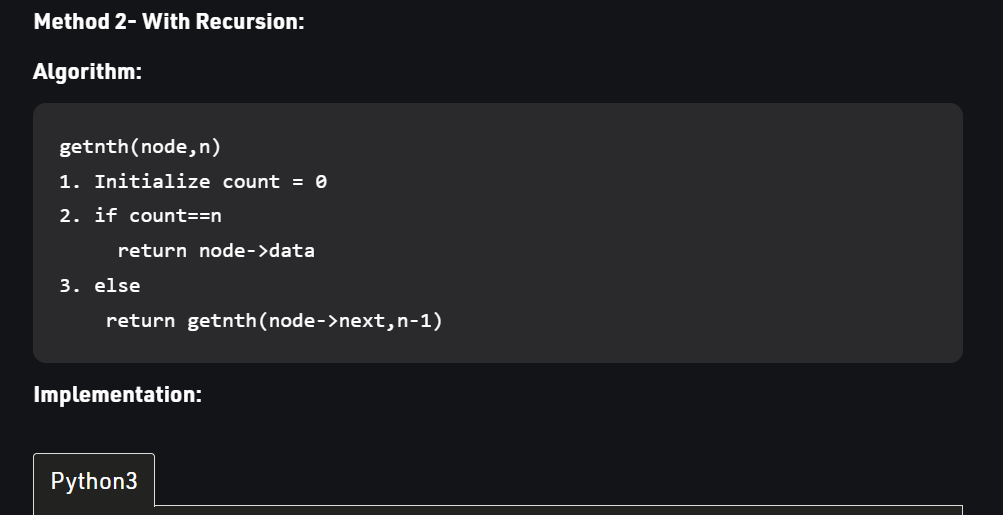 Method 2- With Recursion:
Algorithm:
getnth(node,n)
1. Initialize count = 0
2. if count==n
return node->data
3. else
return getnth(node->next,n-1)
Implementation:
Python3